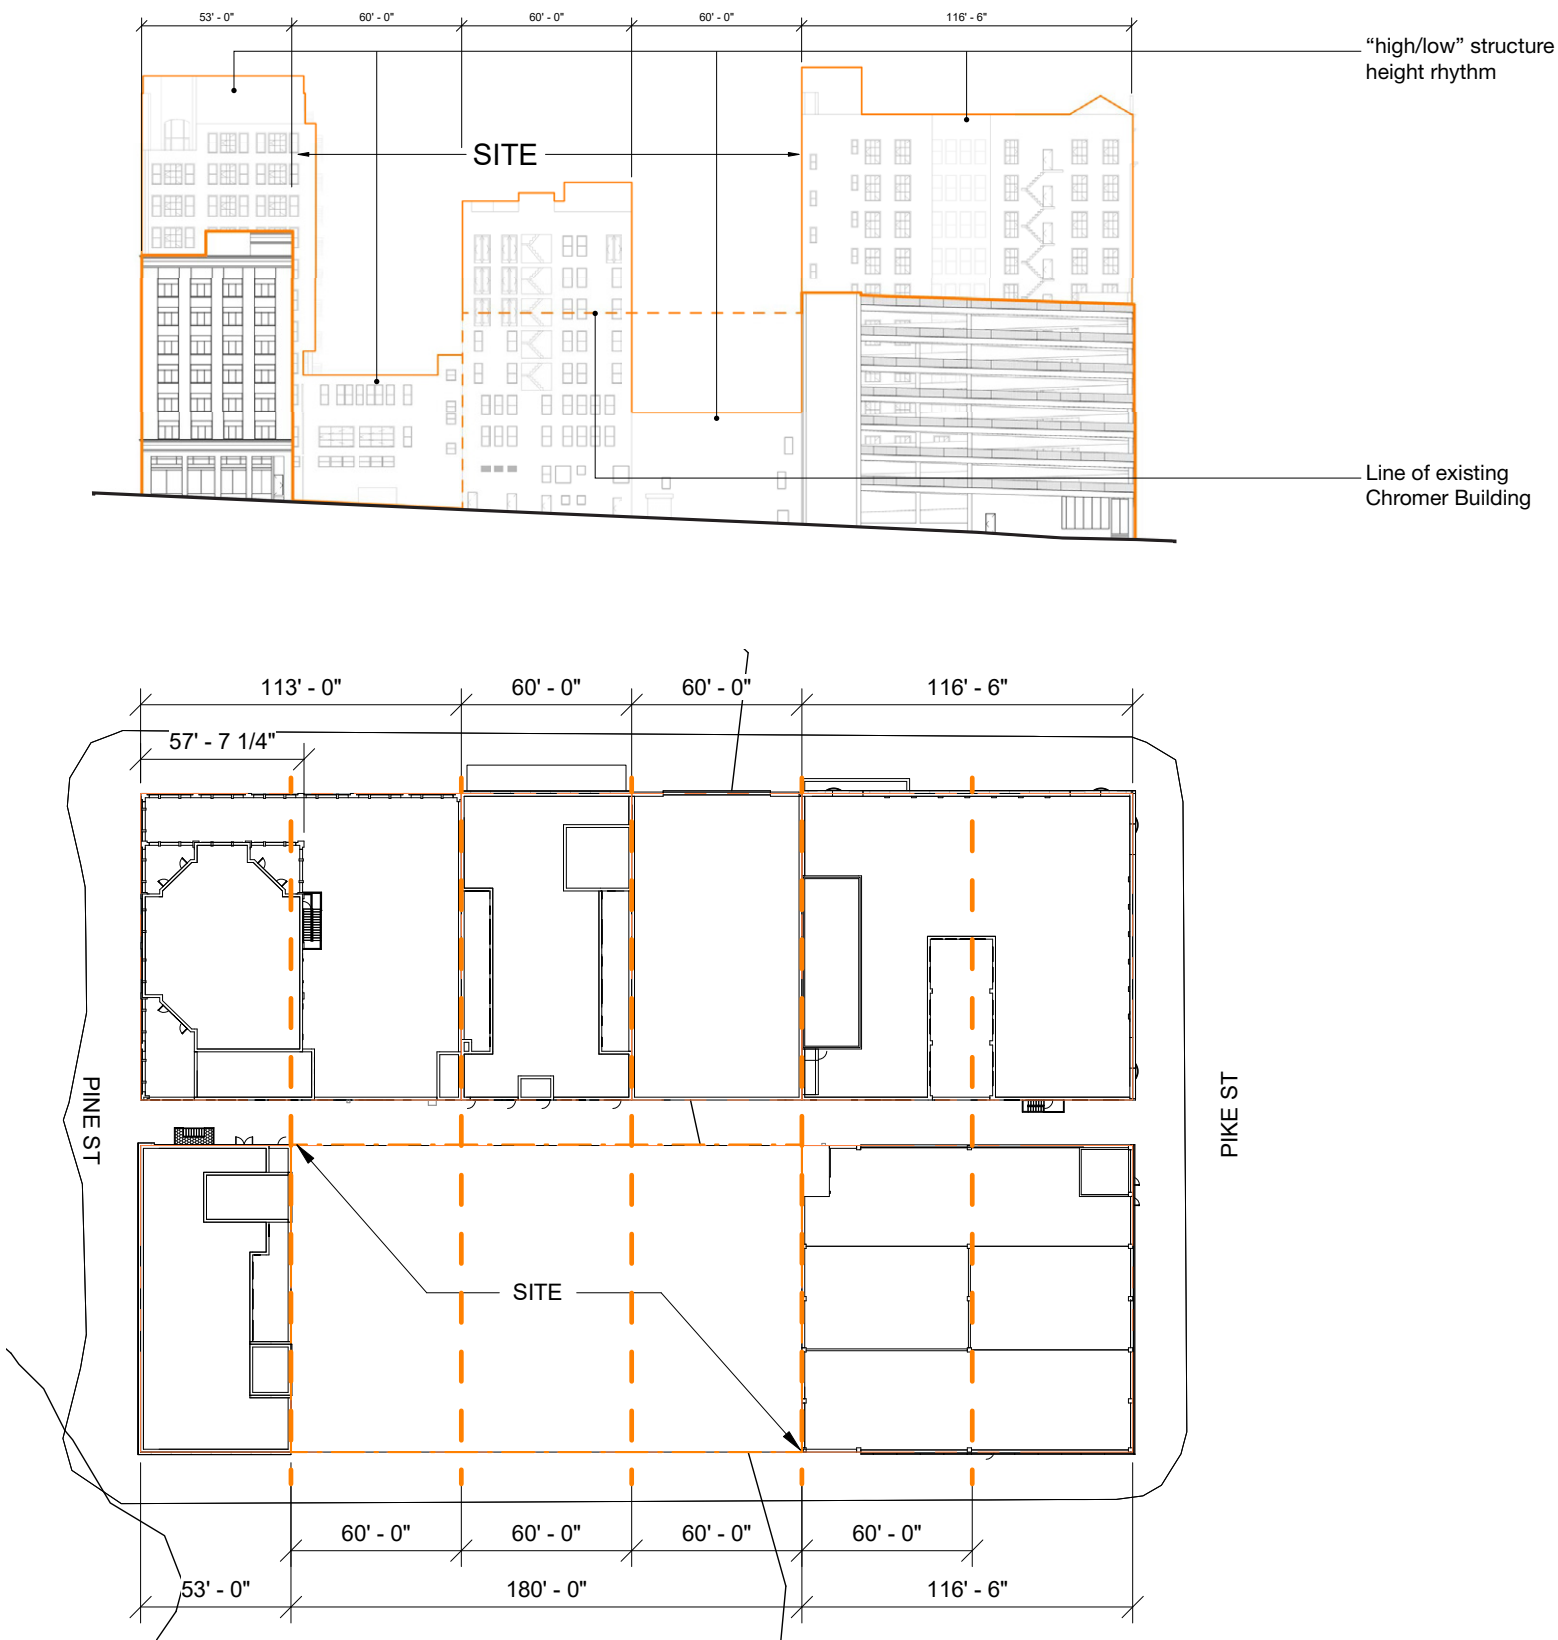 53' - 0" 60' - 0" 60' - 0" 60' - 0" 116' - 6"
“high/low” structure
height rhythm
SITE
Line of existing
Chromer Building
113' - 0" 60' - 0" 60' - 0" 116' - 6"
57' - 7 1/4"
PINE ST
PIKE ST
SITE
60' - 0" 60' - 0" 60' - 0" 60' - 0"
53' - 0" 180' - 0" 116' - 6"